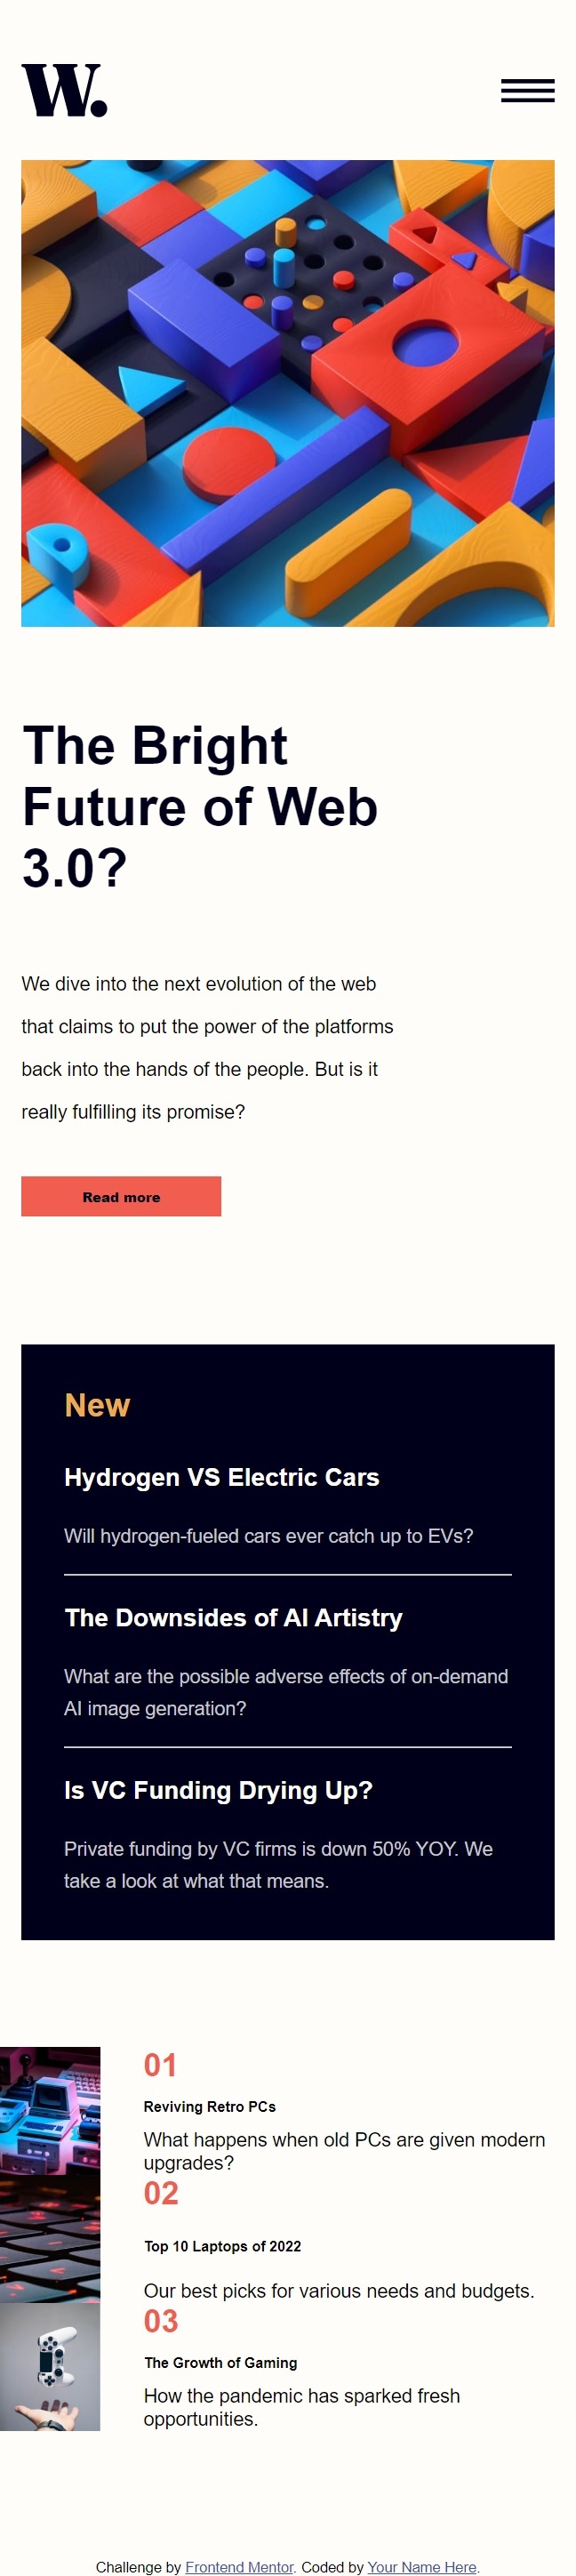 W.
The Bright
Future of Web
3.0?
We dive into the next evolution of the web
that claims to put the power of the platforms
back into the hands of the people. But is it
really fulfilling its promise?
Read more
New
Hydrogen VS Electric Cars
Will hydrogen-fueled cars ever catch up to EVs?
The Downsides of AI Artistry
What are the possible adverse effects of on-demand
AI image generation?
Is VC Funding Drying Up?
Private funding by VC firms is down 50% YOY. We
take a look at what that means.
01
Reviving Retro PCs
What happens when old PCs are given modern
upgrades?
02
Top 10 Laptops of 2022
Our best picks for various needs and budgets.
03
The Growth of Gaming
How the pandemic has sparked fresh
opportunities.
Challenge by Frontend Mentor. Coded by Your Name Here.